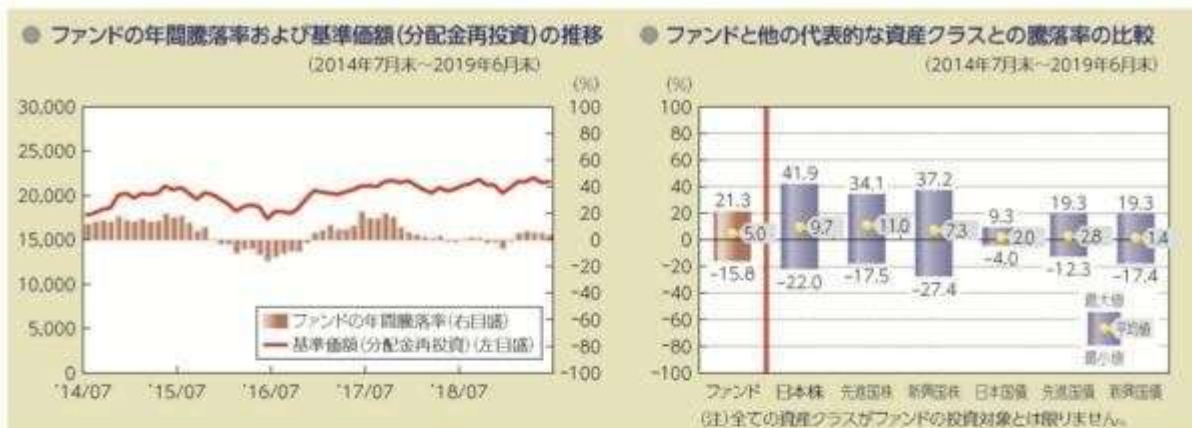 ● ファンドの年間騰落率および基準価額(分配金再投資)の推移
(2014年7月末～2019年6月末)
(%)
30,000
25,000
20,000
15,000
10,000
5,000
0
100
80
60
40
20
0
-20
-40
-60
-80
-100
ファンドの年間騰落率(右目盛)
基準価額(分配金再投資)(左目盛)
'14/07 '15/07 '16/07 '17/07 '18/07
● ファンドと他の代表的な資産クラスとの騰落率の比較
(2014年7月末～2019年6月末)
(%)
100
80
60
40
20
0
-20
-40
-60
-80
-100
21.3 41.9 34.1 37.2 9.3 19.3 19.3
5.0 9.7 11.0 7.3 2.0 2.8 1.4
-15.8 -22.0 -17.5 -27.4 -4.0 -12.3 -17.4
最大値
平均値
最小値
ファンド 日本株 先進国株 新興国株 日本国債 先進国債 新興国債
(注)全ての資産クラスがファンドの投資対象とは限りません。